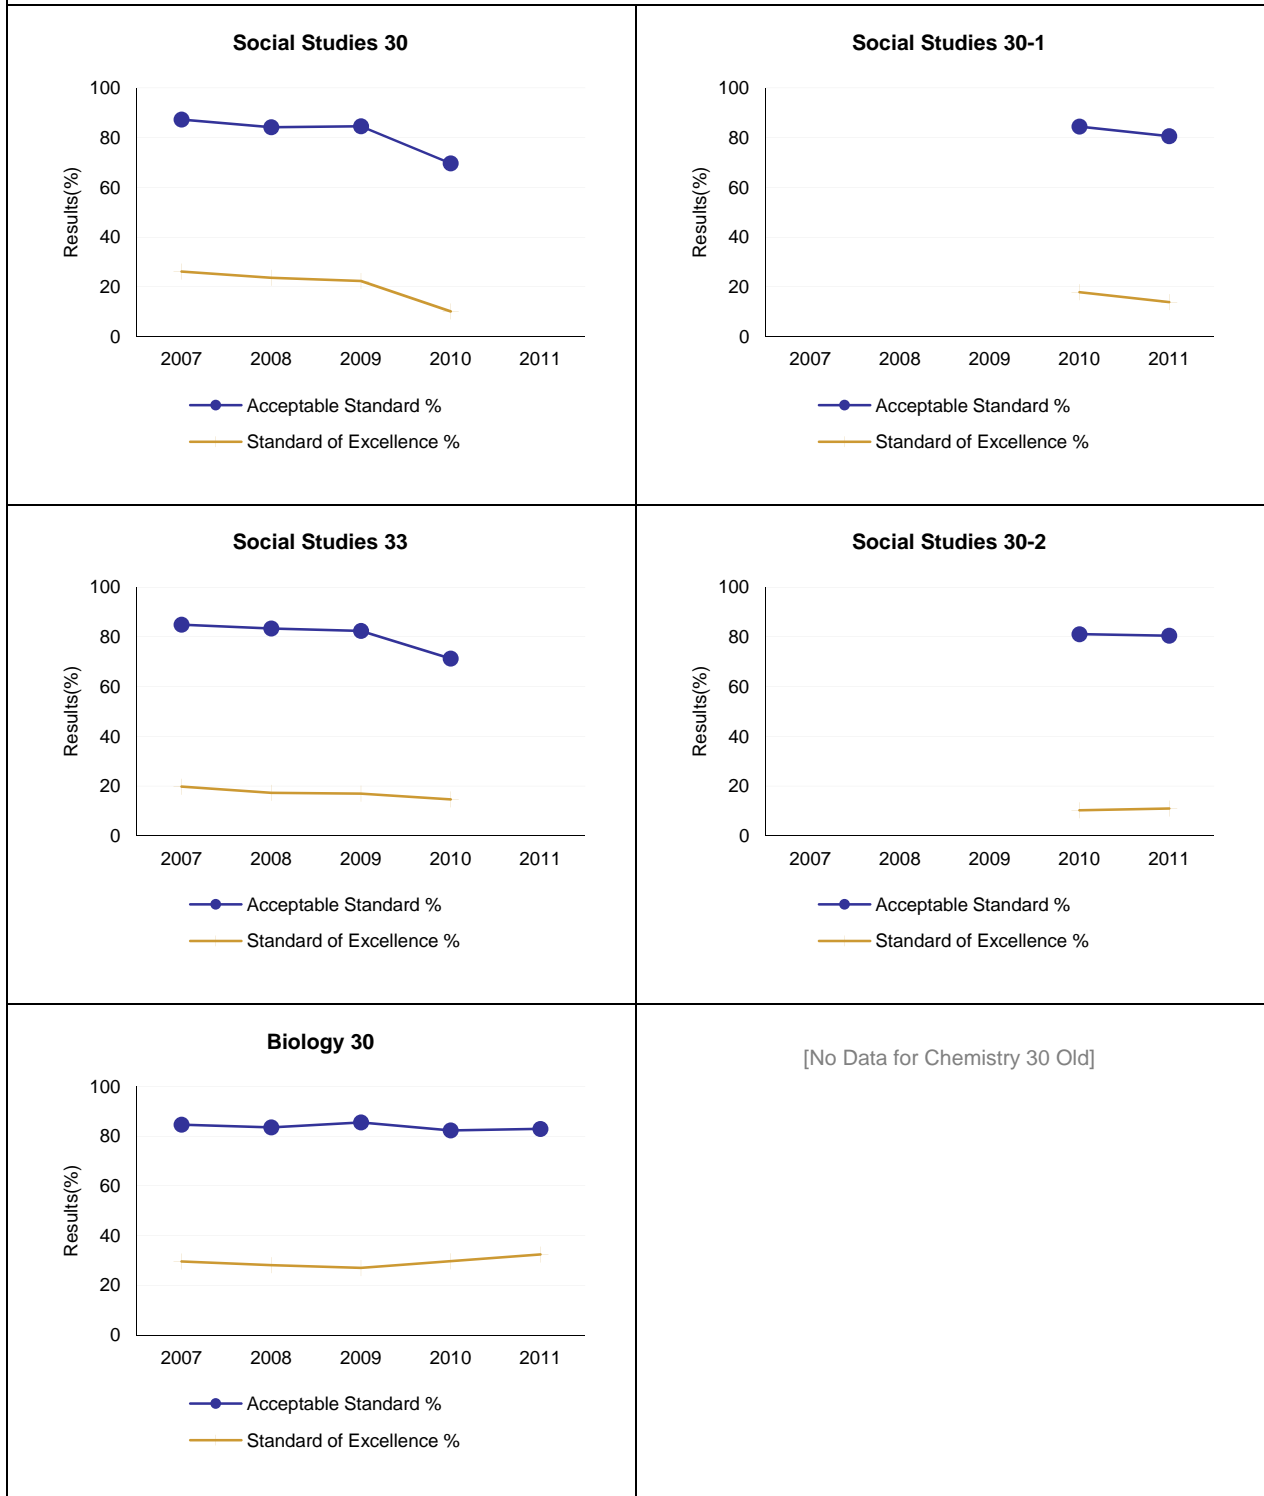 Social Studies 30
100
80
60
40
20
0
Results(%)
2007 2008 2009 2010 2011
Acceptable Standard %
Standard of Excellence %
Social Studies 30-1
100
80
60
40
20
0
Results(%)
2007 2008 2009 2010 2011
Acceptable Standard %
Standard of Excellence %
Social Studies 33
100
80
60
40
20
0
Results(%)
2007 2008 2009 2010 2011
Acceptable Standard %
Standard of Excellence %
Social Studies 30-2
100
80
60
40
20
0
Results(%)
2007 2008 2009 2010 2011
Acceptable Standard %
Standard of Excellence %
Biology 30
100
80
60
40
20
0
Results(%)
2007 2008 2009 2010 2011
Acceptable Standard %
Standard of Excellence %
[No Data for Chemistry 30 Old]